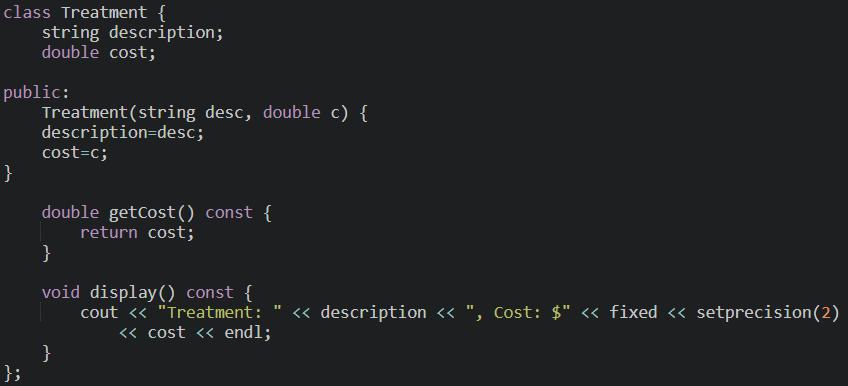 class Treatment {
    string description;
    double cost;

public:
    Treatment(string desc, double c) {
    description=desc;
    cost=c;
}

    double getCost() const {
        return cost;
    }

    void display() const {
        cout << "Treatment: " << description << ", Cost: $" << fixed << setprecision(2)
            << cost << endl;
    }
};